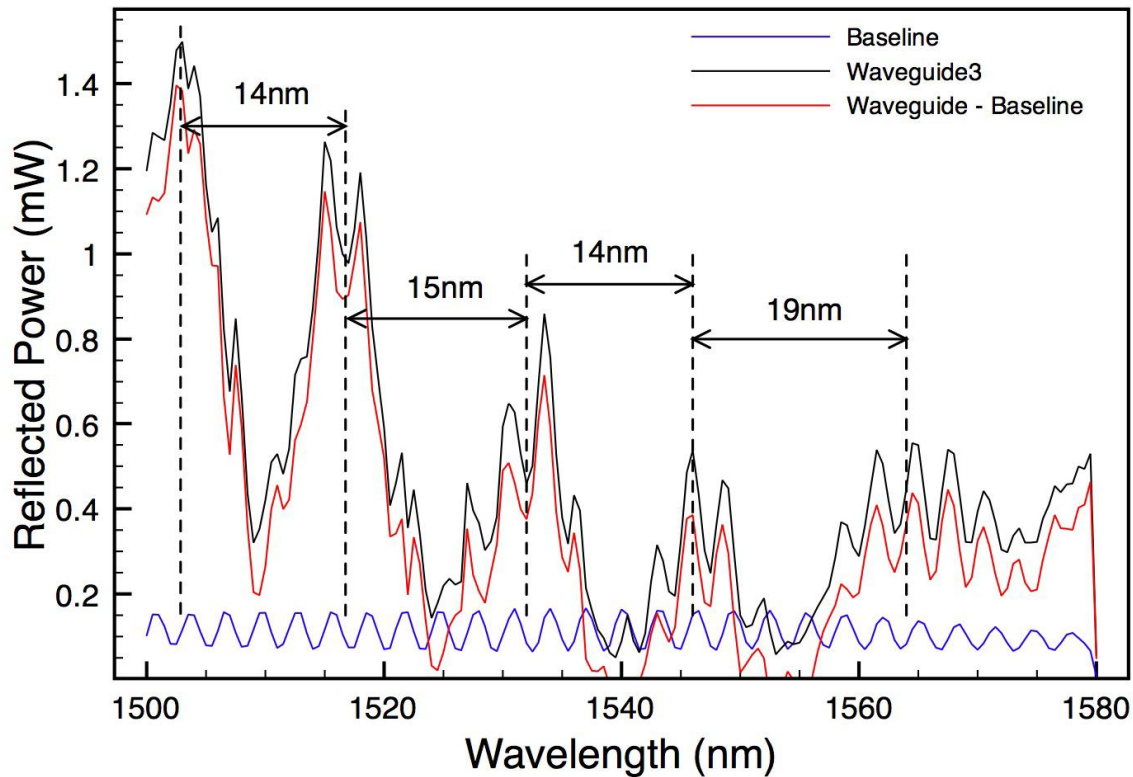 Baseline
Waveguide3
Waveguide - Baseline
14nm
15nm
14nm
19nm
Reflected Power (mW)
1.4
1.2
1
0.8
0.6
0.4
0.2
1500
1520
1540
1560
1580
Wavelength (nm)